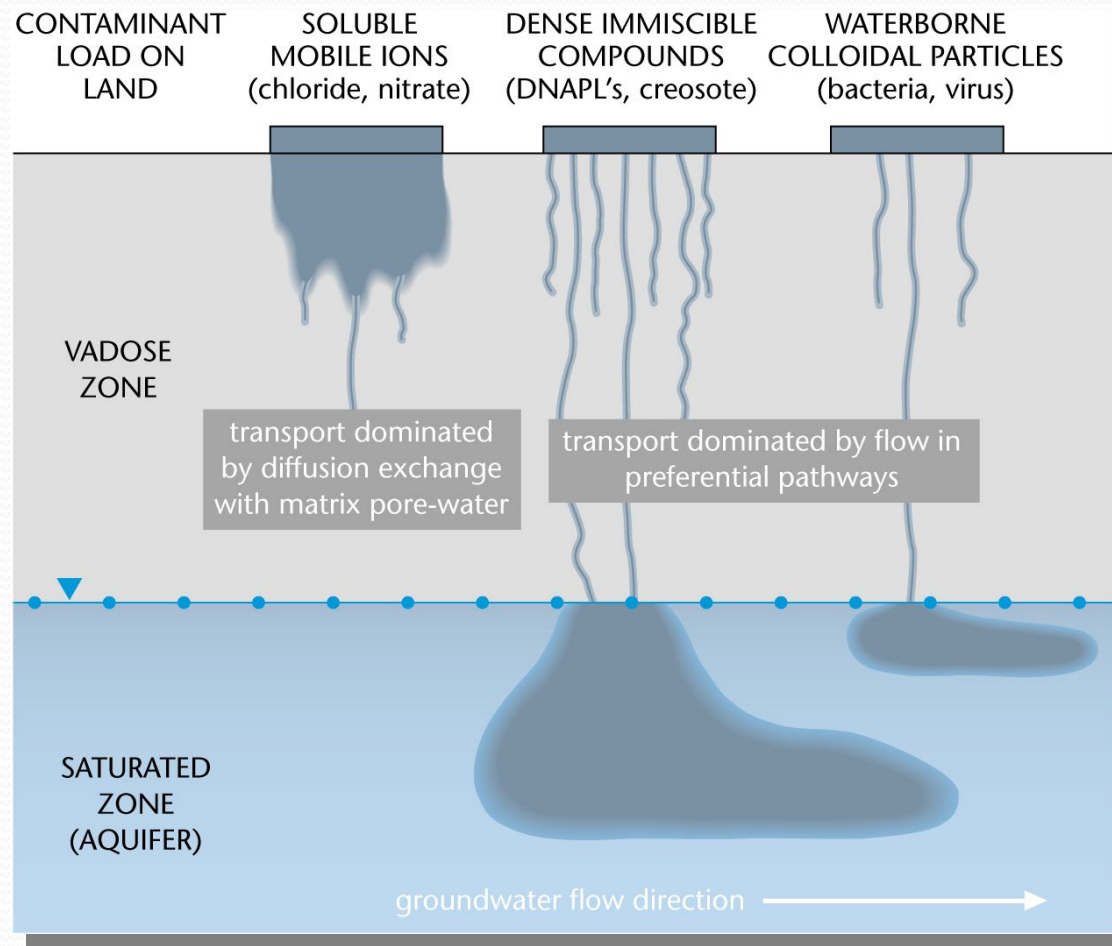 CONTAMINANT
LOAD ON
LAND
SOLUBLE
MOBILE IONS
(chloride, nitrate)
DENSE IMMISCIBLE
COMPOUNDS
(DNAPL's, creosote)
WATERBORNE
COLLOIDAL PARTICLES
(bacteria, virus)
VADOSE
ZONE
transport dominated
by diffusion exchange
with matrix pore-water
transport dominated by flow in
preferential pathways
SATURATED
ZONE
(AQUIFER)
groundwater flow direction